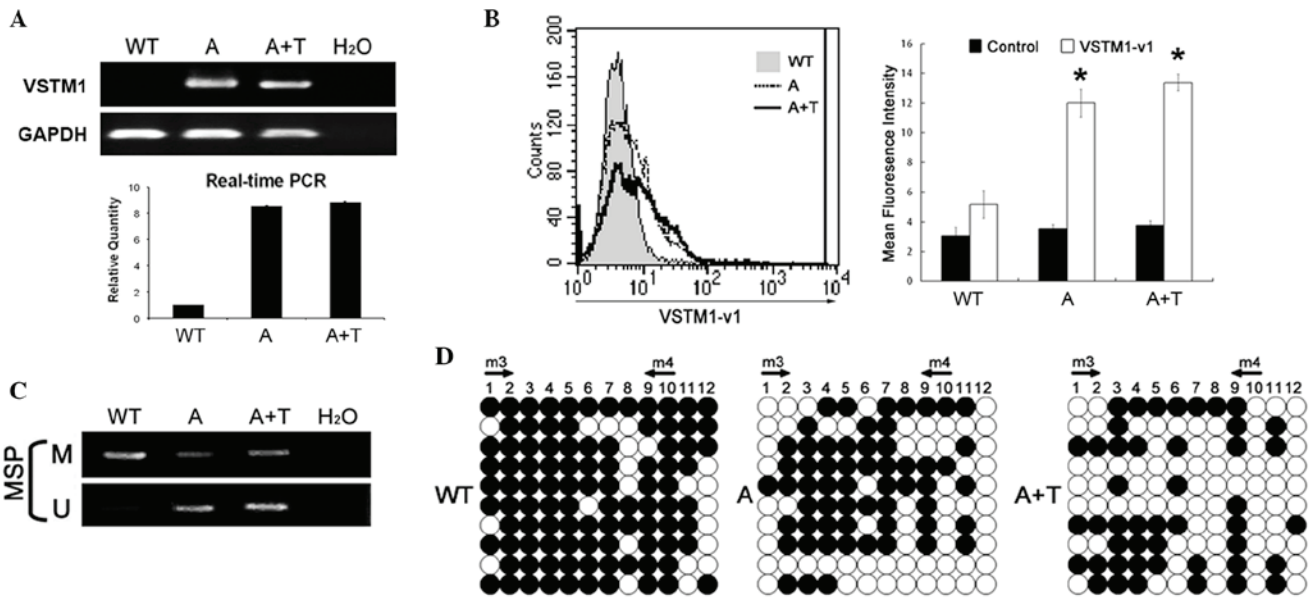 A
WT A A+T H₂O
VSTM1
GAPDH
Real-time PCR
Relative Quantity
10
8
6
4
2
0
WT A A+T
B
200
160
120
80
40
0
Counts
WT
A
A+T
10⁰ 10¹ 10² 10³ 10⁴
VSTM1-v1
Control VSTM1-v1
Mean Fluoresence Intensity
16
14
12
10
8
6
4
2
0
* *
WT A A+T
C
WT A A+T H₂O
MSP
M
U
D
m3 m4
1 2 3 4 5 6 7 8 9 10 11 12
WT
m3 m4
1 2 3 4 5 6 7 8 9 10 11 12
A
m3 m4
1 2 3 4 5 6 7 8 9 10 11 12
A+T